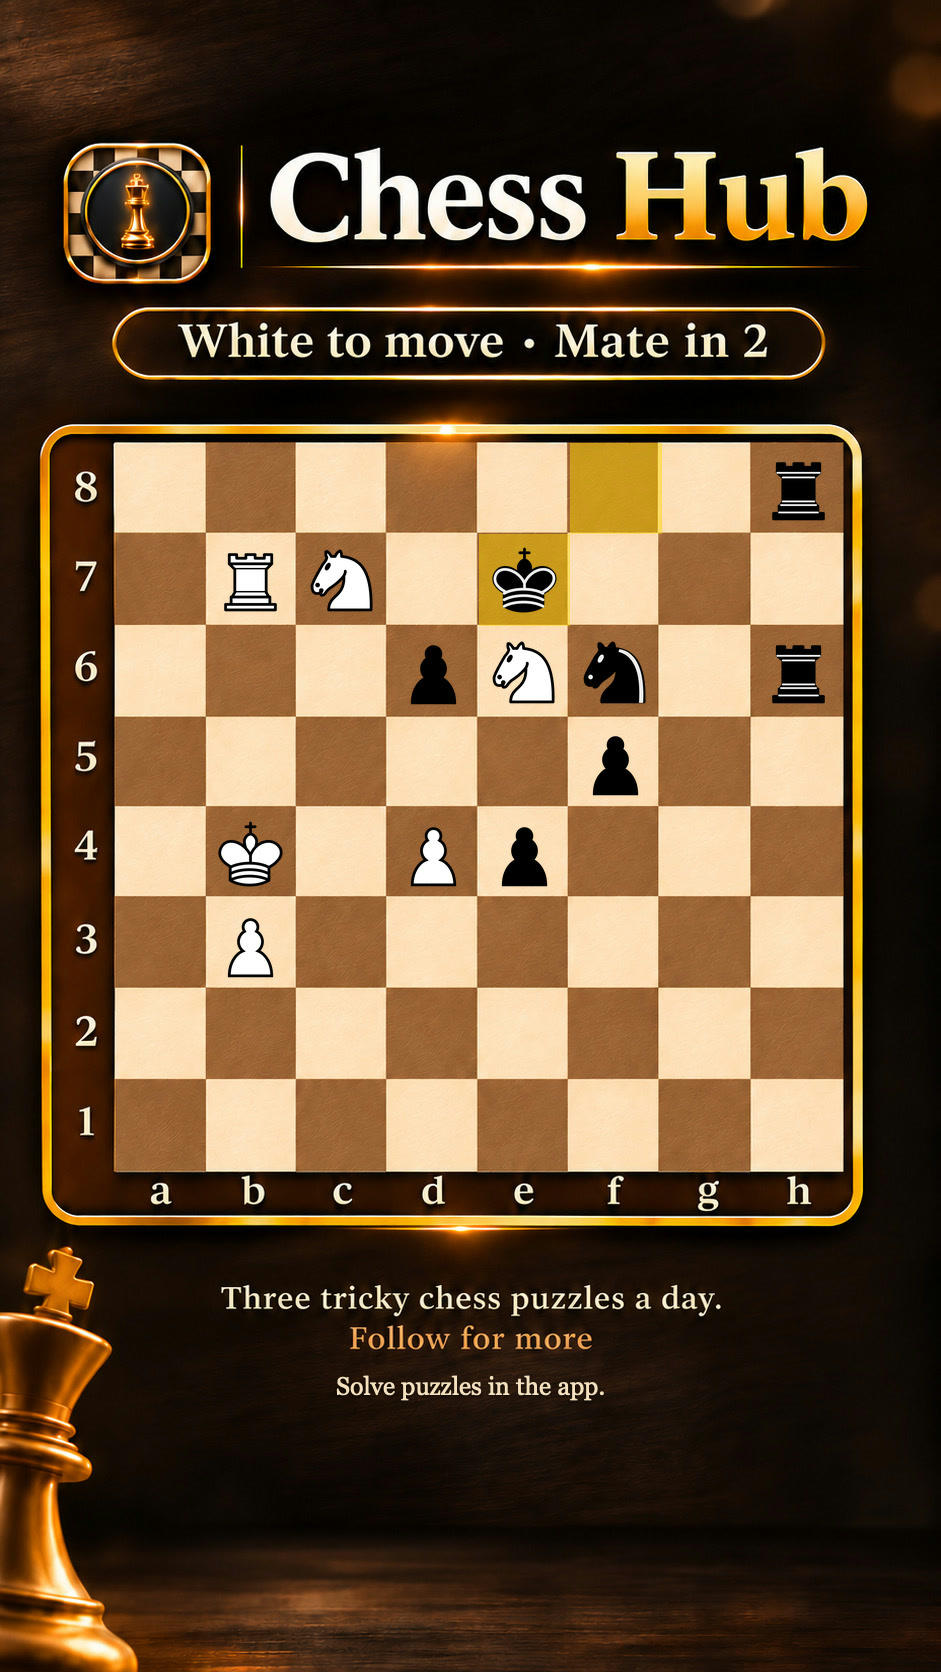 Chess Hub
White to move · Mate in 2
8
7
6
5
4
3
2
1
a b c d e f g h
Three tricky chess puzzles a day.
Follow for more
Solve puzzles in the app.